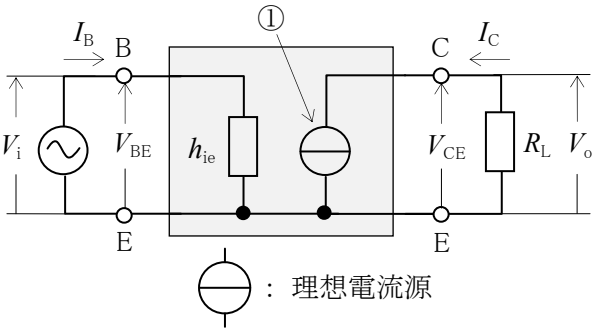 ①
I_B
B
C
I_C
V_i
V_BE
h_ie
V_CE
R_L
V_o
E
E
: 理想電流源